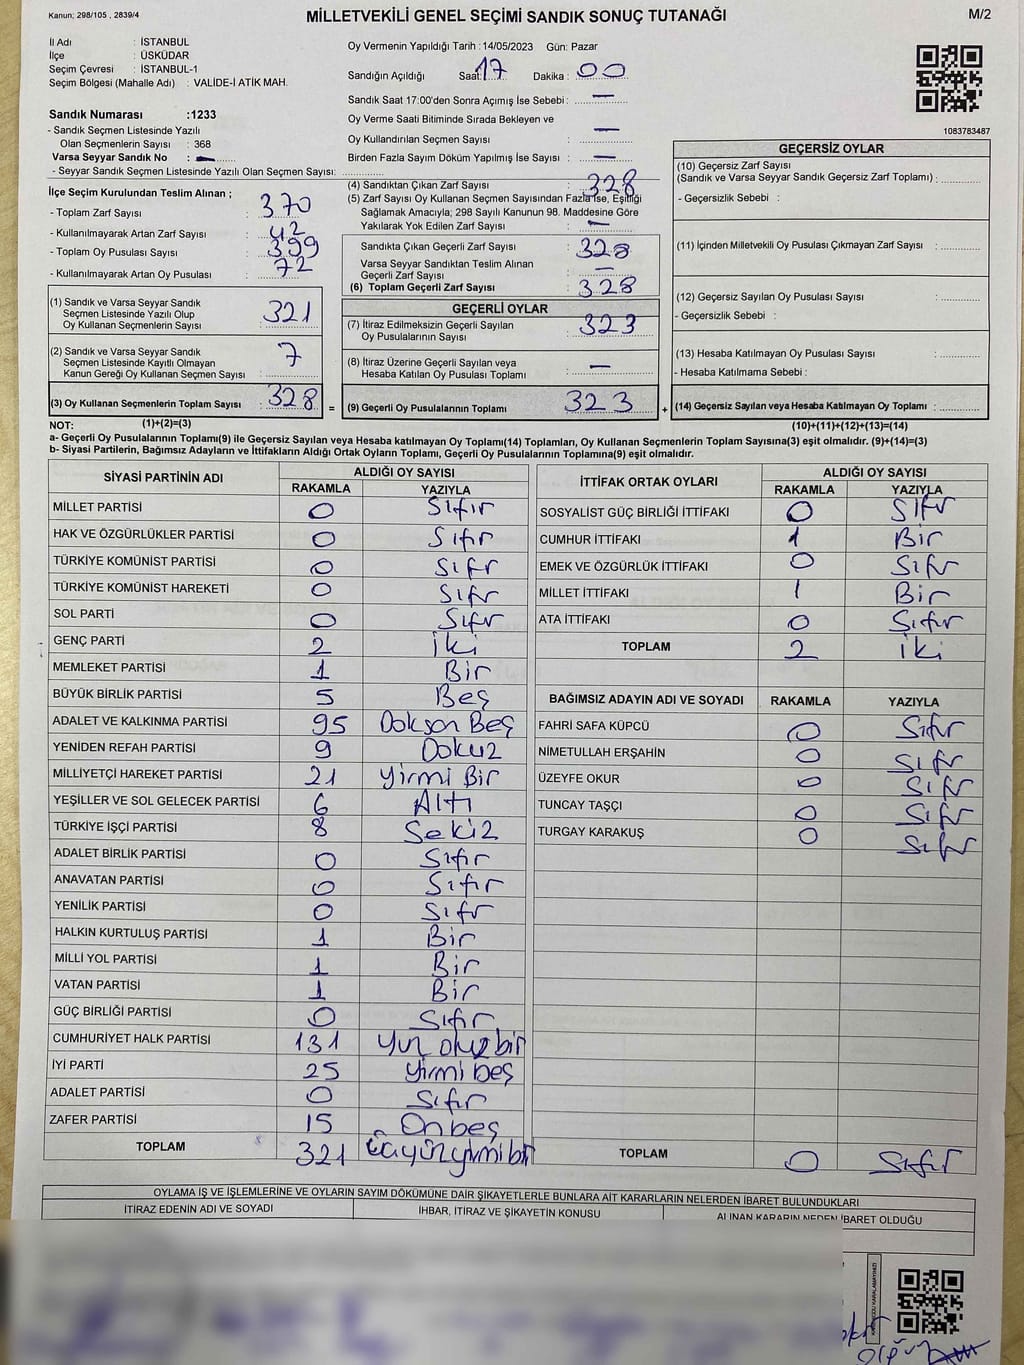 Kanun; 298/105 , 2839/4
MİLLETVEKİLİ GENEL SEÇİMİ SANDIK SONUÇ TUTANAĞI
M/2
İl Adı : İSTANBUL
İlçe : ÜSKÜDAR
Seçim Çevresi : İSTANBUL-1
Seçim Bölgesi (Mahalle Adı) : VALİDE-İ ATİK MAH.
Oy Vermenin Yapıldığı Tarih : 14/05/2023 Gün: Pazar
Sandığın Açıldığı Saat: 17 Dakika : 00
Sandık Saat 17:00'den Sonra Açımış İse Sebebi : —
Oy Verme Saati Bitiminde Sırada Bekleyen ve
Oy Kullandırılan Seçmen Sayısı : —
Birden Fazla Sayım Döküm Yapılmış İse Sayısı : —
1083783487
Sandık Numarası :1233
- Sandık Seçmen Listesinde Yazılı
Olan Seçmenlerin Sayısı : 368
Varsa Seyyar Sandık No : —
- Seyyar Sandık Seçmen Listesinde Yazılı Olan Seçmen Sayısı:
İlçe Seçim Kurulundan Teslim Alınan ;
- Toplam Zarf Sayısı : 370
- Kullanılmayarak Artan Zarf Sayısı : 42
- Toplam Oy Pusulası Sayısı : 399
- Kullanılmayarak Artan Oy Pusulası : 72
(1) Sandık ve Varsa Seyyar Sandık
Seçmen Listesinde Yazılı Olup
Oy Kullanan Seçmenlerin Sayısı : 321
(2) Sandık ve Varsa Seyyar Sandık
Seçmen Listesinde Kayıtlı Olmayan
Kanun Gereği Oy Kullanan Seçmen Sayısı : 7
(3) Oy Kullanan Seçmenlerin Toplam Sayısı : 328 =
(4) Sandıktan Çıkan Zarf Sayısı : 328
(5) Zarf Sayısı Oy Kullanan Seçmen Sayısından Fazla İse, Eşitliği
Sağlamak Amacıyla; 298 Sayılı Kanunun 98. Maddesine Göre
Yakılarak Yok Edilen Zarf Sayısı : —
Sandıkta Çıkan Geçerli Zarf Sayısı : 328
Varsa Seyyar Sandıktan Teslim Alınan
Geçerli Zarf Sayısı : —
(6) Toplam Geçerli Zarf Sayısı : 328
GEÇERLİ OYLAR
(7) İtiraz Edilmeksizin Geçerli Sayılan
Oy Pusulalarının Sayısı : 323
(8) İtiraz Üzerine Geçerli Sayılan veya
Hesaba Katılan Oy Pusulası Toplamı : —
(9) Geçerli Oy Pusulalarının Toplamı : 323 +
GEÇERSİZ OYLAR
(10) Geçersiz Zarf Sayısı
(Sandık ve Varsa Seyyar Sandık Geçersiz Zarf Toplamı) :
- Geçersizlik Sebebi :
(11) İçinden Milletvekili Oy Pusulası Çıkmayan Zarf Sayısı :
(12) Geçersiz Sayılan Oy Pusulası Sayısı :
- Geçersizlik Sebebi :
(13) Hesaba Katılmayan Oy Pusulası Sayısı :
- Hesaba Katılmama Sebebi :
(14) Geçersiz Sayılan veya Hesaba Katılmayan Oy Toplamı :
NOT: (1)+(2)=(3)
(10)+(11)+(12)+(13)=(14)
a- Geçerli Oy Pusulalarının Toplamı(9) ile Geçersiz Sayılan veya Hesaba katılmayan Oy Toplamı(14) Toplamları, Oy Kullanan Seçmenlerin Toplam Sayısına(3) eşit olmalıdır. (9)+(14)=(3)
b- Siyasi Partilerin, Bağımsız Adayların ve İttifakların Aldığı Ortak Oyların Toplamı, Geçerli Oy Pusulalarının Toplamına(9) eşit olmalıdır.
SİYASİ PARTİNİN ADI ALDIĞI OY SAYISI
RAKAMLA YAZIYLA
MİLLET PARTİSİ 0 Sıfır
HAK VE ÖZGÜRLÜKLER PARTİSİ 0 Sıfır
TÜRKİYE KOMÜNİST PARTİSİ 0 Sıfr
TÜRKİYE KOMÜNİST HAREKETİ 0 Sıfr
SOL PARTİ 0 Sıfr
GENÇ PARTİ 2 iki
MEMLEKET PARTİSİ 1 Bir
BÜYÜK BİRLİK PARTİSİ 5 Beş
ADALET VE KALKINMA PARTİSİ 95 Doksan Beş
YENİDEN REFAH PARTİSİ 9 Dokuz
MİLLİYETÇİ HAREKET PARTİSİ 21 yirmi Bir
YEŞİLLER VE SOL GELECEK PARTİSİ 6 Altı
TÜRKİYE İŞÇİ PARTİSİ 8 Sekiz
ADALET BİRLİK PARTİSİ 0 Sıfır
ANAVATAN PARTİSİ 0 Sıfır
YENİLİK PARTİSİ 0 Sıfr
HALKIN KURTULUŞ PARTİSİ 1 Bir
MİLLİ YOL PARTİSİ 1 Bir
VATAN PARTİSİ 1 Bir
GÜÇ BİRLİĞİ PARTİSİ 0 Sıfır
CUMHURİYET HALK PARTİSİ 131 Yüz otuz bir
İYİ PARTİ 25 yirmi beş
ADALET PARTİSİ 0 Sıfır
ZAFER PARTİSİ 15 Onbeş
TOPLAM 321 üçyüzyirmibir
İTTİFAK ORTAK OYLARI ALDIĞI OY SAYISI
RAKAMLA YAZIYLA
SOSYALİST GÜÇ BİRLİĞİ İTTİFAKI 0 Sıfr
CUMHUR İTTİFAKI 1 Bir
EMEK VE ÖZGÜRLÜK İTTİFAKI 0 Sıfr
MİLLET İTTİFAKI 1 Bir
ATA İTTİFAKI 0 Sıfır
TOPLAM 2 iki
BAĞIMSIZ ADAYIN ADI VE SOYADI RAKAMLA YAZIYLA
FAHRİ SAFA KÜPCÜ 0 Sıfır
NİMETULLAH ERŞAHİN 0 Sıfr
ÜZEYFE OKUR 0 Sıfr
TUNCAY TAŞÇI 0 Sıfr
TURGAY KARAKUŞ 0 Sıfr
TOPLAM 0 Sıfır
OYLAMA İŞ VE İŞLEMLERİNE VE OYLARIN SAYIM DÖKÜMÜNE DAİR ŞİKAYETLERLE BUNLARA AİT KARARLARIN NELERDEN İBARET BULUNDUKLARI
İTİRAZ EDENİN ADI VE SOYADI İHBAR, İTİRAZ VE ŞİKAYETİN KONUSU ALINAN KARARIN NEDEN İBARET OLDUĞU